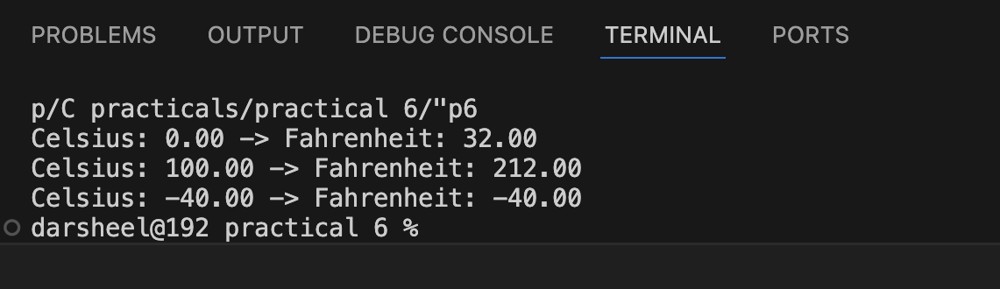 PROBLEMS OUTPUT DEBUG CONSOLE TERMINAL PORTS
p/C practicals/practical 6/"p6
Celsius: 0.00 -> Fahrenheit: 32.00
Celsius: 100.00 -> Fahrenheit: 212.00
Celsius: -40.00 -> Fahrenheit: -40.00
darsheel@192 practical 6 %